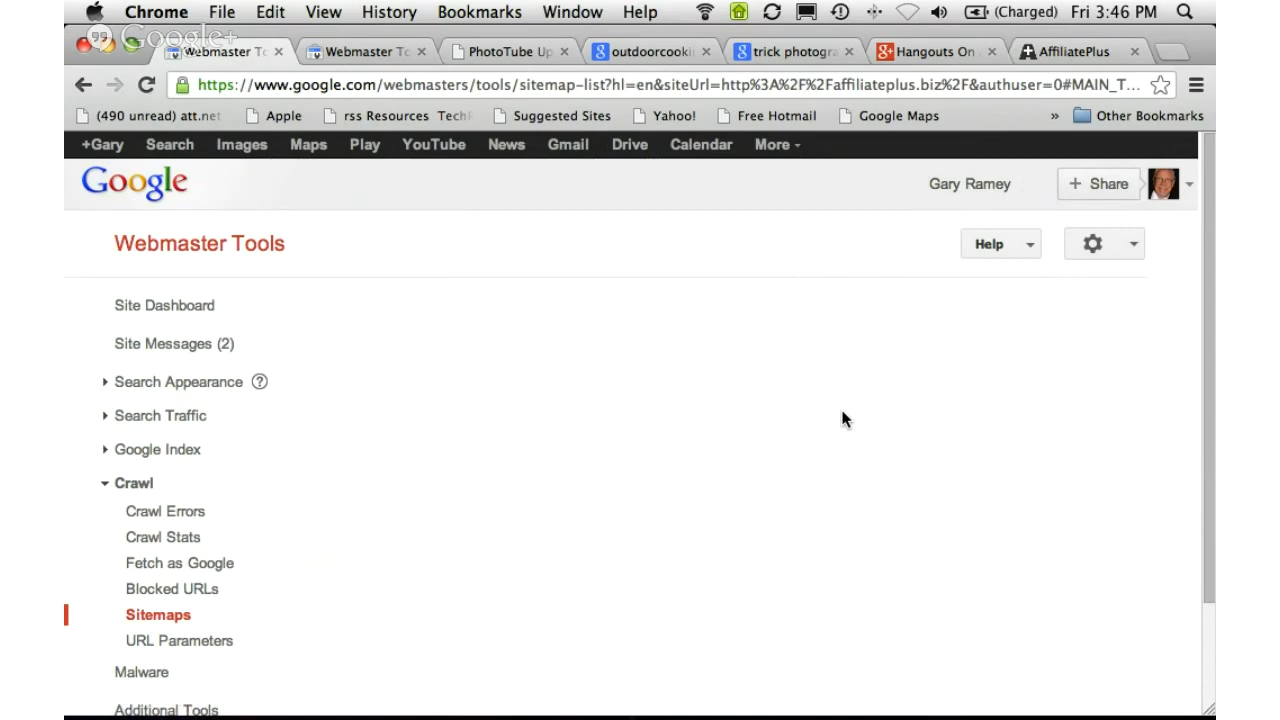 Chrome File Edit View History Bookmarks Window Help (Charged) Fri 3:46 PM
Google+
Webmaster To Webmaster To PhotoTube Up outdoorcooki trick photogra Hangouts On AffiliatePlus
https://www.google.com/webmasters/tools/sitemap-list?hl=en&siteUrl=http%3A%2F%2Faffiliateplus.biz%2F&authuser=0#MAIN_T...
(490 unread) att.net Apple rss Resources Tech Suggested Sites Yahoo! Free Hotmail Google Maps » Other Bookmarks
+Gary Search Images Maps Play YouTube News Gmail Drive Calendar More
Google Gary Ramey + Share
Webmaster Tools Help
Site Dashboard
Site Messages (2)
Search Appearance ?
Search Traffic
Google Index
Crawl
Crawl Errors
Crawl Stats
Fetch as Google
Blocked URLs
Sitemaps
URL Parameters
Malware
Additional Tools